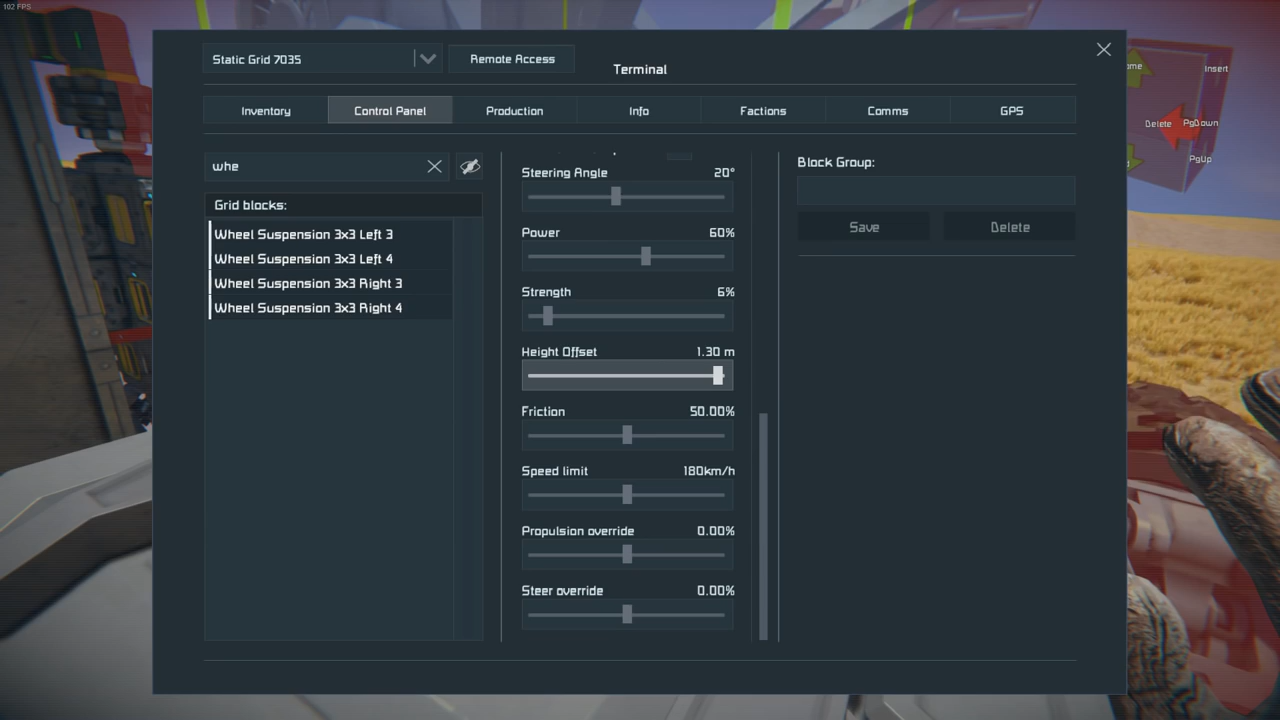 102 FPS
Static Grid 7035
Remote Access
Terminal
Inventory
Control Panel
Production
Info
Factions
Comms
GPS
whe
Grid blocks:
Wheel Suspension 3x3 Left 3
Wheel Suspension 3x3 Left 4
Wheel Suspension 3x3 Right 3
Wheel Suspension 3x3 Right 4
Steering Angle 20°
Power 60%
Strength 6%
Height Offset 1.30 m
Friction 50.00%
Speed limit 180km/h
Propulsion override 0.00%
Steer override 0.00%
Block Group:
Save
Delete
Insert
Delete
PgDown
PgUp